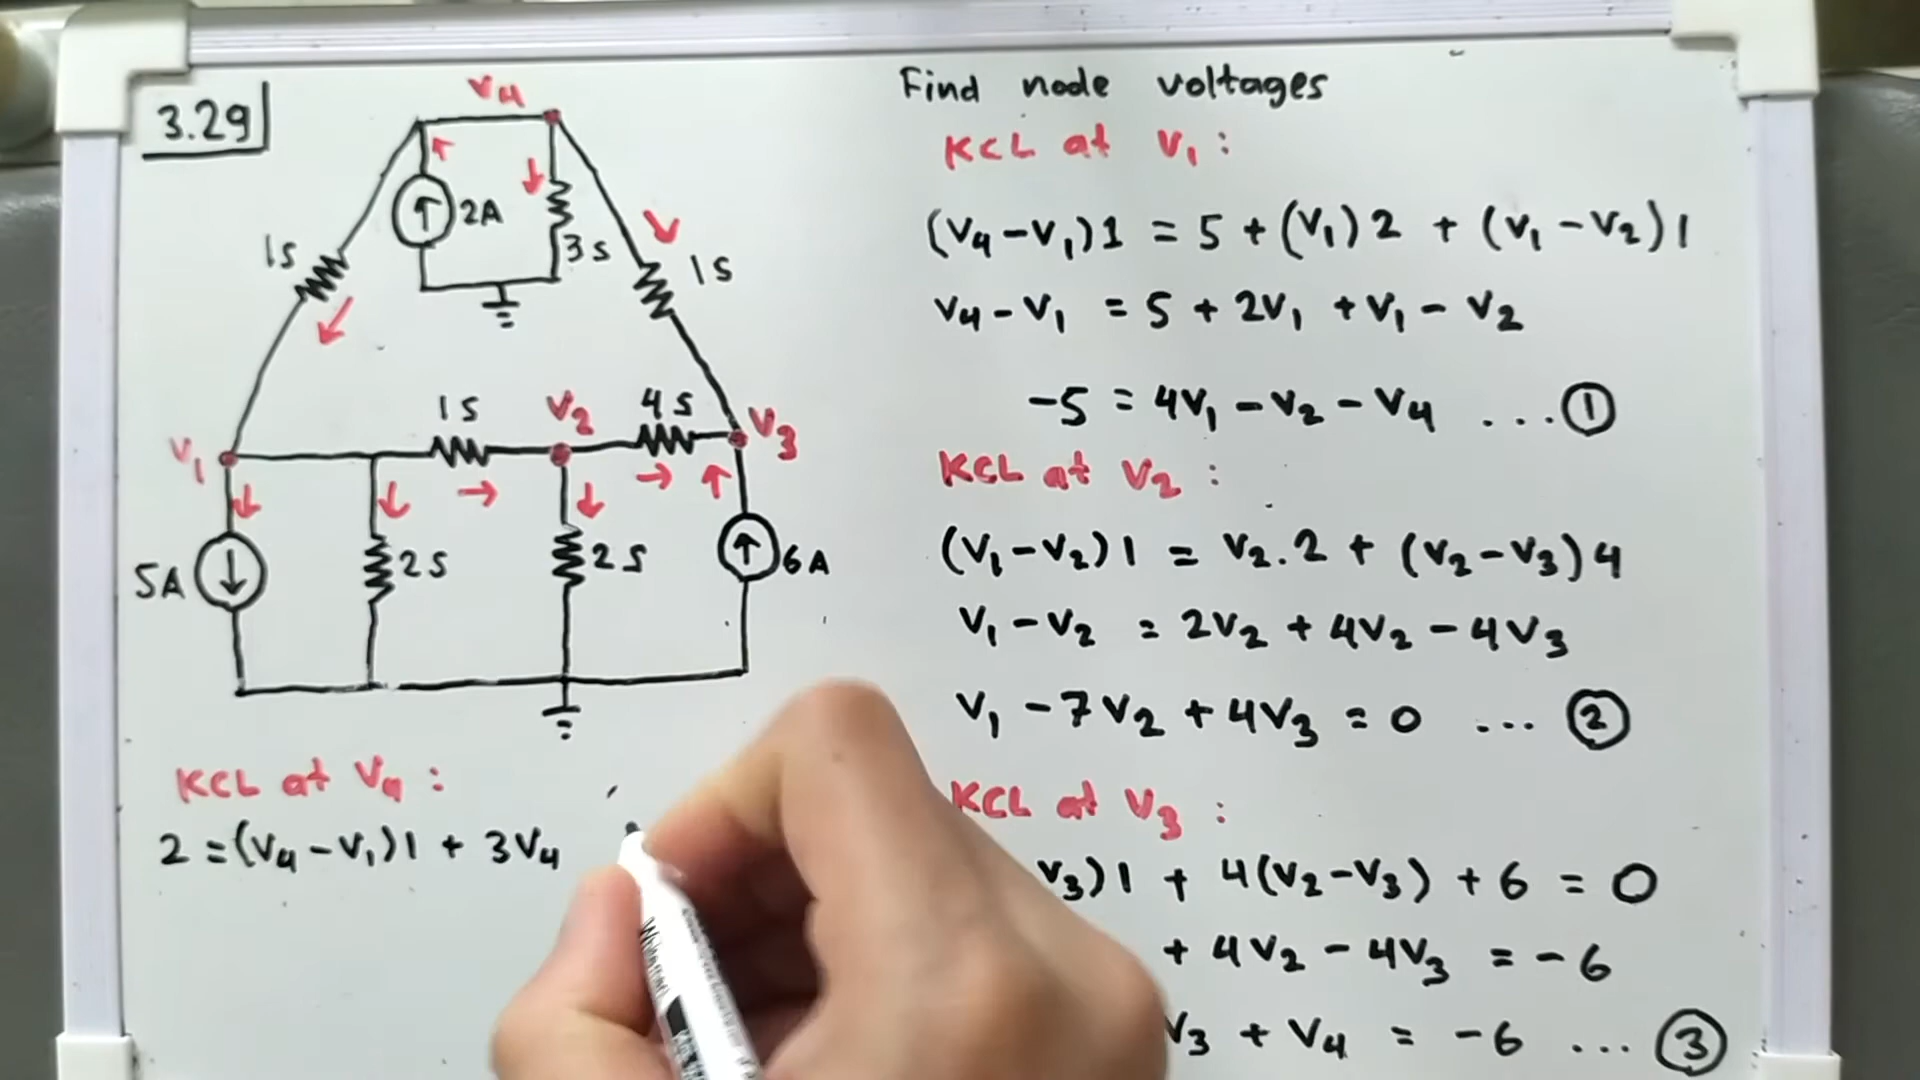 3.29
V4
2A
3s
1s
1s
1s
V2
4s
V3
V1
5A
2s
2s
6A
KCL at V4 :
2 = (V4 - V1)1 + 3V4
Find node voltages
KCL at V1 :
(V4 - V1)1 = 5 + (V1)2 + (V1 - V2)1
V4 - V1 = 5 + 2V1 + V1 - V2
-5 = 4V1 - V2 - V4 ... 1
KCL at V2 :
(V1 - V2)1 = V2.2 + (V2 - V3)4
V1 - V2 = 2V2 + 4V2 - 4V3
V1 - 7V2 + 4V3 = 0 ... 2
KCL at V3 :
V3)1 + 4(V2 - V3) + 6 = 0
+ 4V2 - 4V3 = -6
V3 + V4 = -6 ... 3